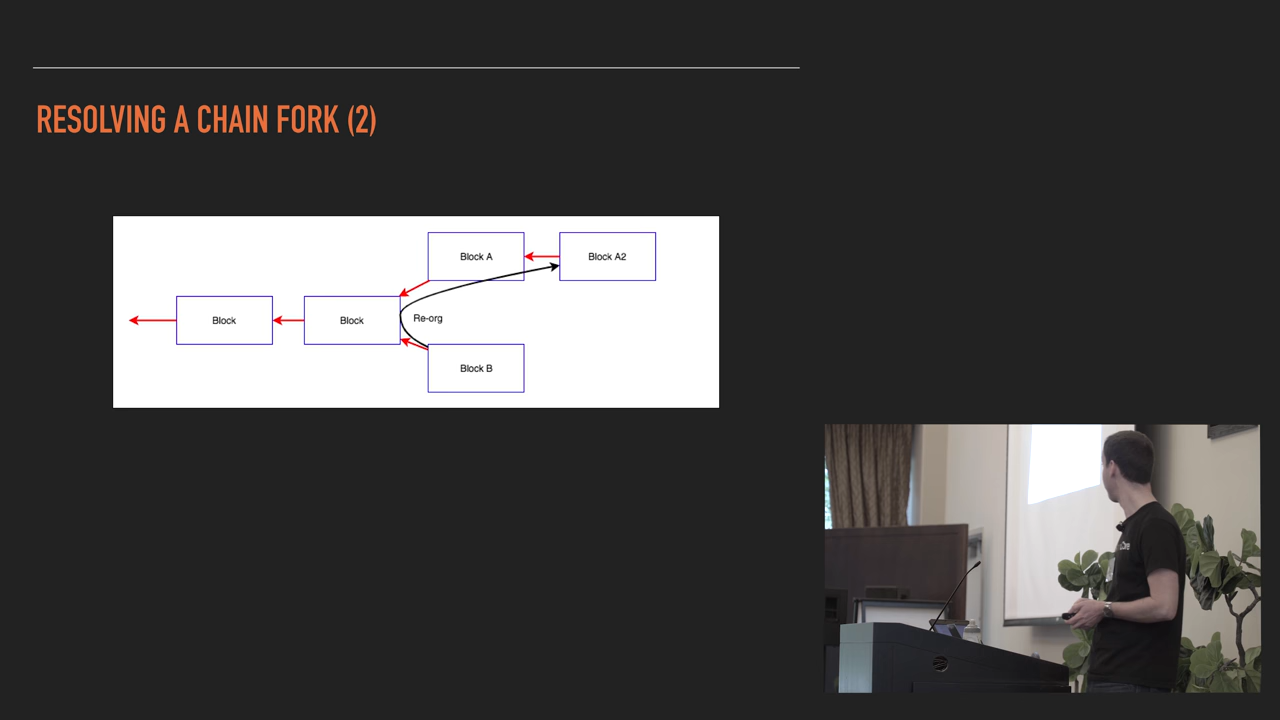 RESOLVING A CHAIN FORK (2)
Block A
Block A2
Block
Block
Re-org
Block B